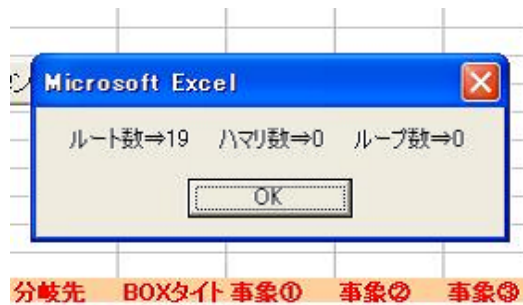 ン
Microsoft Excel
ルート数⇒19 ハマリ数⇒0 ループ数⇒0
OK
分岐先 BOXタイト 事象① 事象② 事象③